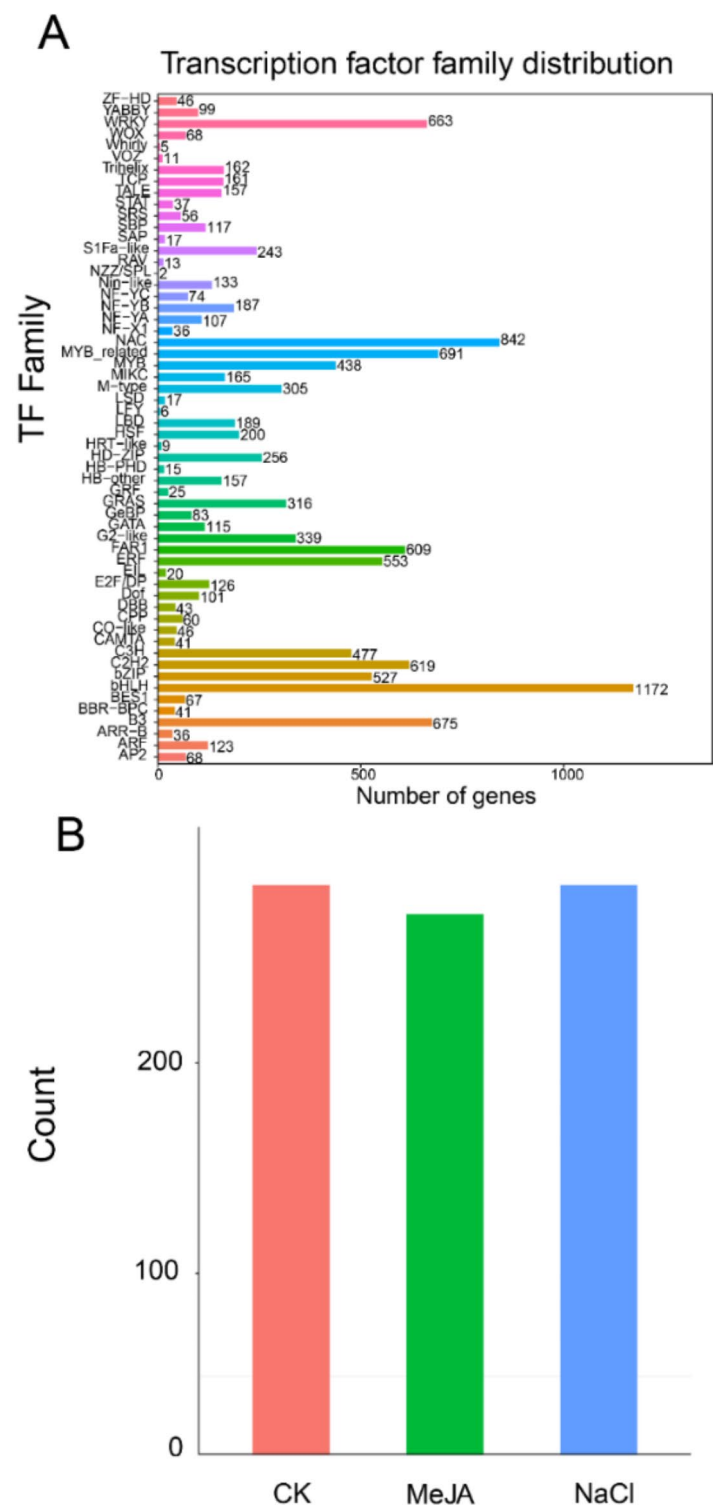 A
Transcription factor family distribution
TF Family
ZF-HD 46
YABBY 99
WRKY 663
WOX 68
Whirly 5
VOZ 11
Trihelix 162
TCP 161
TALE 157
STAT 37
SRS 56
SBP 117
SAP 17
S1Fa-like 243
RAV 13
NZZ/SPL 2
Nin-like 133
NF-YC 74
NF-YB 187
NF-YA 107
NF-X1 36
NAC 842
MYB_related 691
MYB 438
MIKC 165
M-type 305
LSD 17
LFY 6
LBD 189
HSF 200
HRT-like 9
HD-ZIP 256
HB-PHD 15
HB-other 157
GRF 25
GRAS 316
GeBP 83
GATA 115
G2-like 339
FAR1 609
ERF 553
EIL 20
E2F/DP 126
Dof 101
DBB 43
CPP 60
CO-like 46
CAMTA 41
C3H 477
C2H2 619
bZIP 527
bHLH 1172
BES1 67
BBR-BPC 41
B3 675
ARR-B 36
ARF 123
AP2 68
0 500 1000
Number of genes
B
Count
200
100
0
CK MeJA NaCl